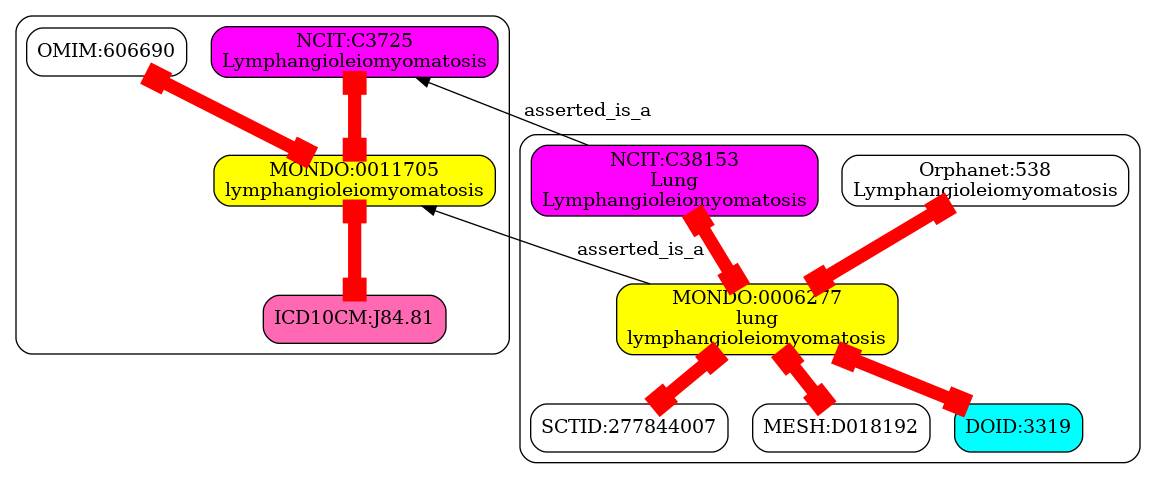 OMIM:606690
NCIT:C3725
Lymphangioleiomyomatosis
asserted_is_a
MONDO:0011705
lymphangioleiomyomatosis
NCIT:C38153
Lung
Lymphangioleiomyomatosis
Orphanet:538
Lymphangioleiomyomatosis
asserted_is_a
ICD10CM:J84.81
MONDO:0006277
lung
lymphangioleiomyomatosis
SCTID:277844007
MESH:D018192
DOID:3319